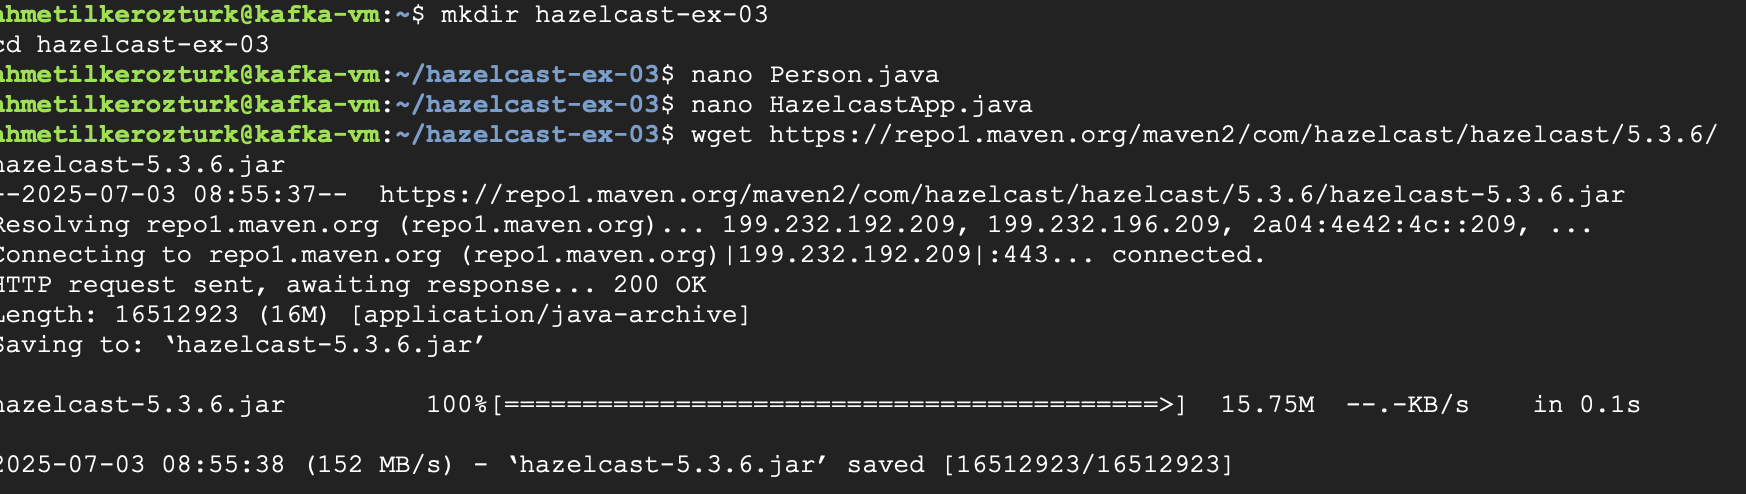 ahmetilkerozturk@kafka-vm:~$ mkdir hazelcast-ex-03
cd hazelcast-ex-03
ahmetilkerozturk@kafka-vm:~/hazelcast-ex-03$ nano Person.java
ahmetilkerozturk@kafka-vm:~/hazelcast-ex-03$ nano HazelcastApp.java
ahmetilkerozturk@kafka-vm:~/hazelcast-ex-03$ wget https://repo1.maven.org/maven2/com/hazelcast/hazelcast/5.3.6/
hazelcast-5.3.6.jar
--2025-07-03 08:55:37--  https://repo1.maven.org/maven2/com/hazelcast/hazelcast/5.3.6/hazelcast-5.3.6.jar
Resolving repo1.maven.org (repo1.maven.org)... 199.232.192.209, 199.232.196.209, 2a04:4e42:4c::209, ...
Connecting to repo1.maven.org (repo1.maven.org)|199.232.192.209|:443... connected.
HTTP request sent, awaiting response... 200 OK
Length: 16512923 (16M) [application/java-archive]
Saving to: ‘hazelcast-5.3.6.jar’
hazelcast-5.3.6.jar         100%[==========================================>]  15.75M  --.-KB/s    in 0.1s
2025-07-03 08:55:38 (152 MB/s) - ‘hazelcast-5.3.6.jar’ saved [16512923/16512923]